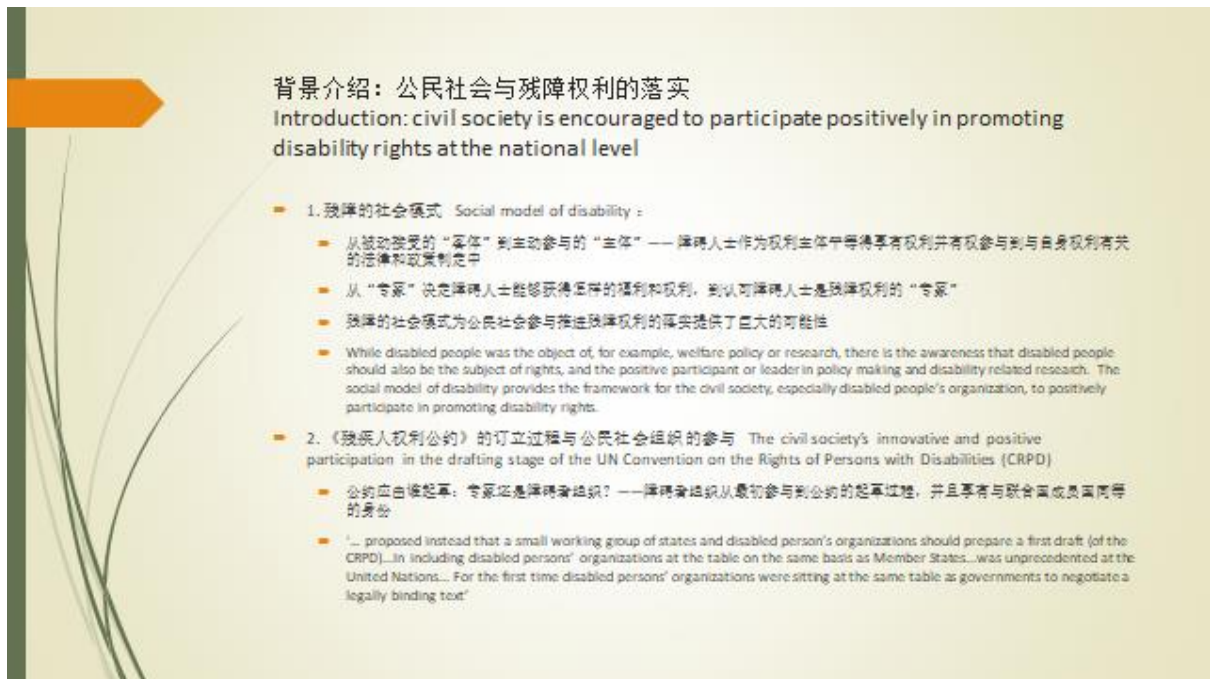 背景介绍：公民社会与残障权利的落实
Introduction: civil society is encouraged to participate positively in promoting
disability rights at the national level
1. 残障的社会模式 Social model of disability：
从被动接受的“客体”到主动参与的“主体”—— 障碍人士作为权利主体平等得享有权利并有权参与到与自身权利有关
的法律和政策制定中
从“专家”决定障碍人士能够获得怎样的福利和权利，到认可障碍人士是残障权利的“专家”
残障的社会模式为公民社会参与推进残障权利的落实提供了巨大的可能性
While disabled people was the object of, for example, welfare policy or research, there is the awareness that disabled people
should also be the subject of rights, and the positive participant or leader in policy making and disability related research. The
social model of disability provides the framework for the civil society, especially disabled people's organization, to positively
participate in promoting disability rights.
2. 《残疾人权利公约》的订立过程与公民社会组织的参与 The civil society's innovative and positive
participation in the drafting stage of the UN Convention on the Rights of Persons with Disabilities (CRPD)
公约应由谁起草：专家还是障碍者组织？——障碍者组织从最初参与到公约的起草过程，并且享有与联合国成员国同等
的身份
'... proposed instead that a small working group of states and disabled person's organizations should prepare a first draft (of the
CRPD)...In including disabled persons' organizations at the table on the same basis as Member States...was unprecedented at the
United Nations... For the first time disabled persons' organizations were sitting at the same table as governments to negotiate a
legally binding text'